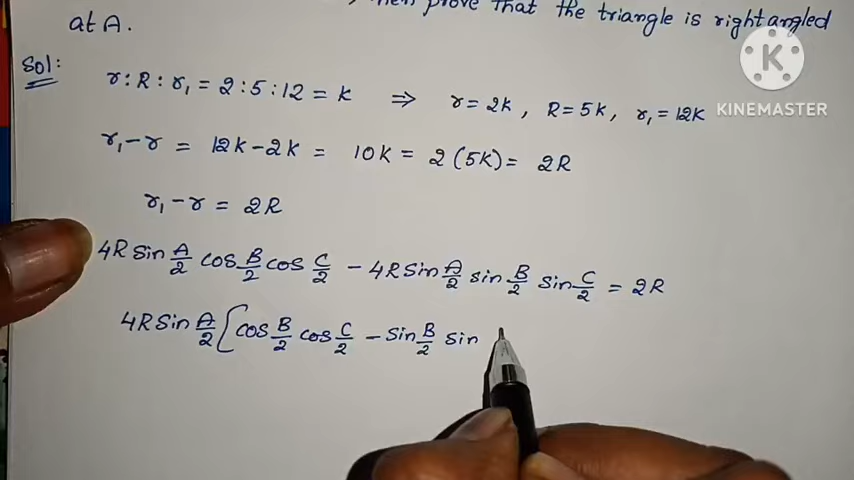 then prove that the triangle is right angled
at A.
Sol:
r : R : r₁ = 2 : 5 : 12 = K ⇒ r = 2K , R = 5K , r₁ = 12K
r₁ - r = 12K - 2K = 10K = 2 (5K) = 2R
r₁ - r = 2R
4R Sin A/2 cos B/2 cos C/2 - 4R Sin A/2 sin B/2 sin C/2 = 2R
4R Sin A/2 [cos B/2 cos C/2 - Sin B/2 sin
KINEMASTER